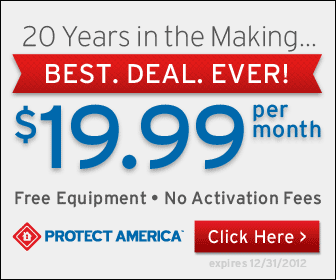 20 Years in the Making...
BEST. DEAL. EVER!
$19.99 per month
Free Equipment • No Activation Fees
PROTECT AMERICA™ Click Here >
expires 12/31/2012